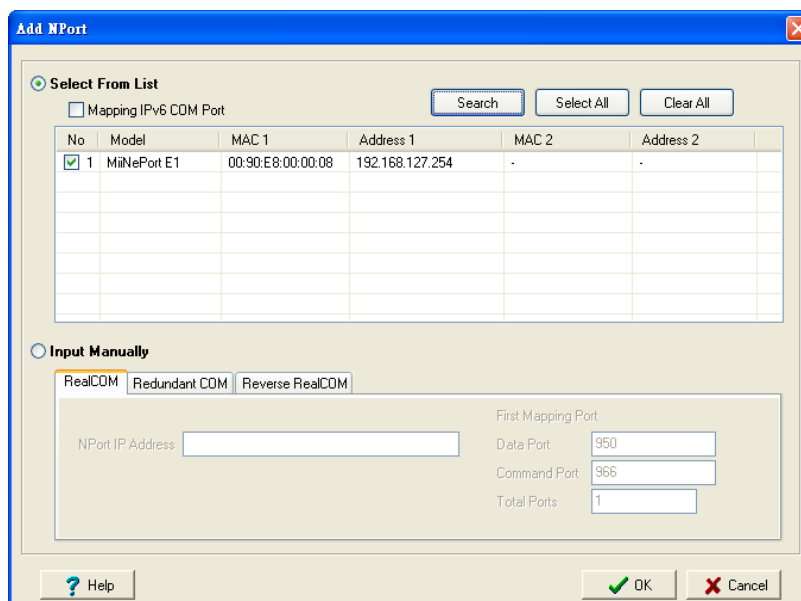 Add NPort
Select From List
Mapping IPv6 COM Port
Search Select All Clear All
No Model MAC 1 Address 1 MAC 2 Address 2
1 MiiNePort E1 00:90:E8:00:00:08 192.168.127.254 - -
Input Manually
RealCOM Redundant COM Reverse RealCOM
First Mapping Port
NPort IP Address Data Port 950
Command Port 966
Total Ports 1
? Help OK Cancel